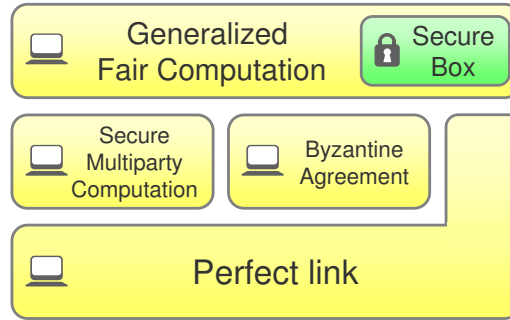 Generalized
Fair Computation
Secure
Box
Secure
Multiparty
Computation
Byzantine
Agreement
Perfect link